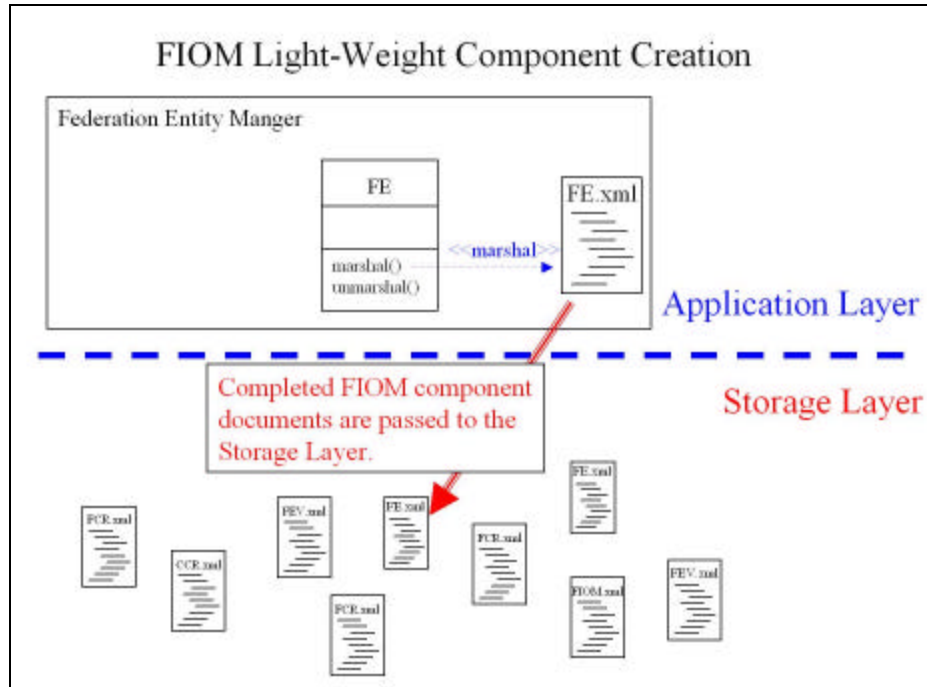 FIOM Light-Weight Component Creation
Federation Entity Manger
FE
marshal()
unmarshal()
<<marshal>>
FE.xml
Application Layer
Completed FIOM component
documents are passed to the
Storage Layer.
Storage Layer
FE.xml
FCR.xml
FEV.xml
FE.xml
FCR.xml
CCR.xml
FEV.xml
FCR.xml
FIOM.xml